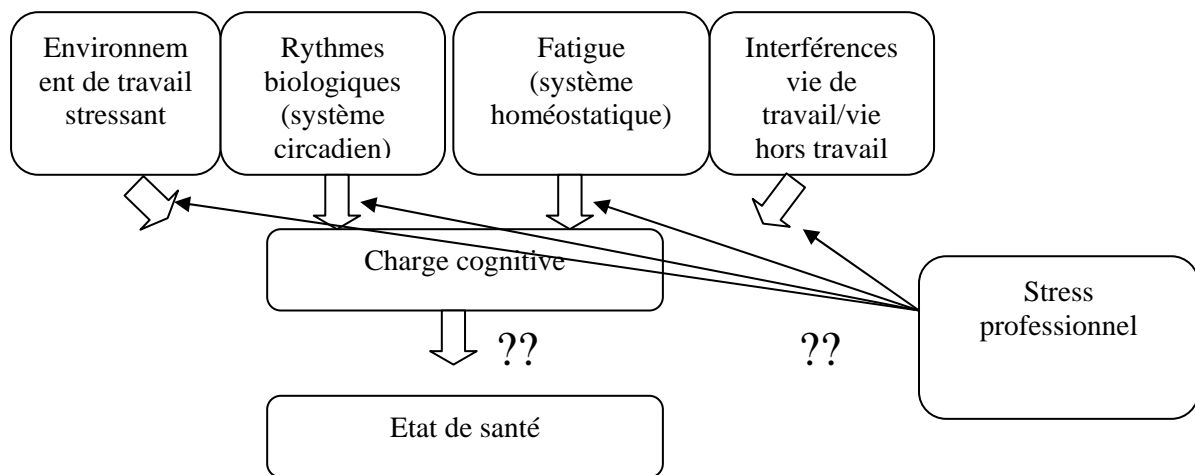 Environnem
ent de travail
stressant
Rythmes
biologiques
(système
circadien)
Fatigue
(système
homéostatique)
Interférences
vie de
travail/vie
hors travail
Charge cognitive
Stress
professionnel
??
??
Etat de santé